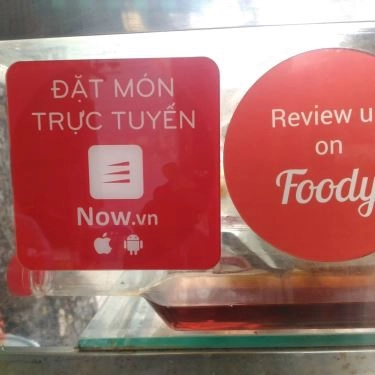 ĐẶT MÓN
TRỰC TUYẾN
Now.vn
Review u
on
Foody